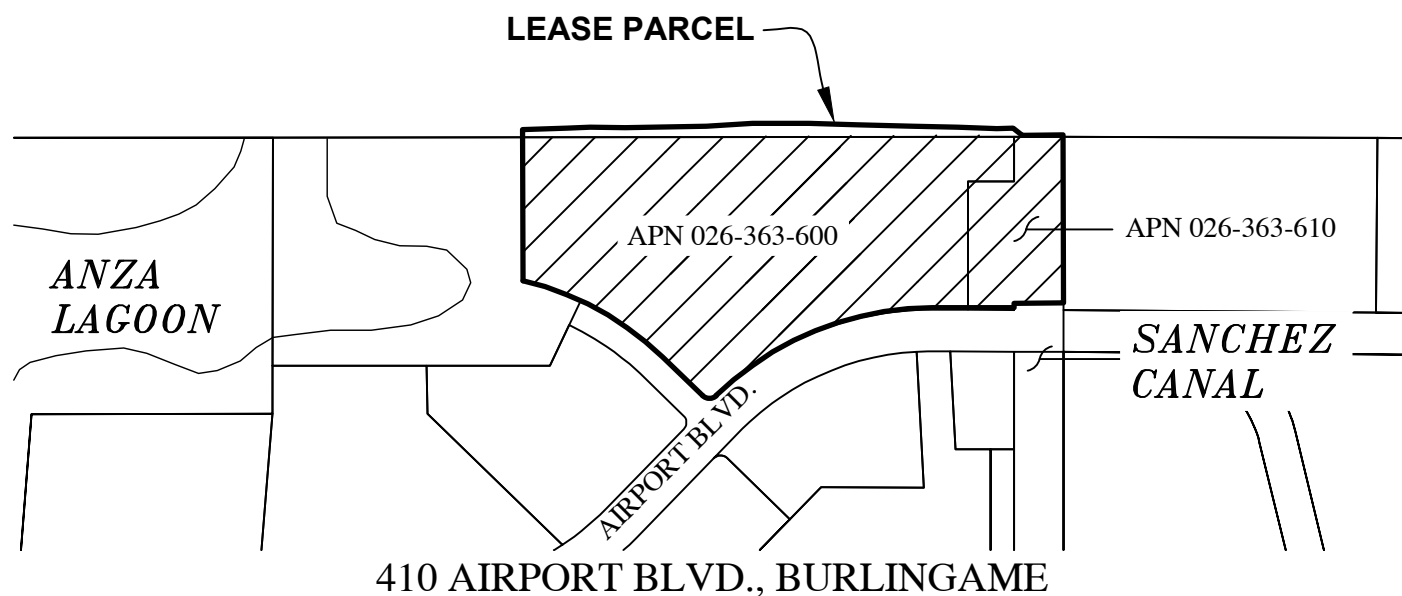 LEASE PARCEL
APN 026-363-600
APN 026-363-610
ANZA
LAGOON
SANCHEZ
CANAL
AIRPORT BLVD.
410 AIRPORT BLVD., BURLINGAME